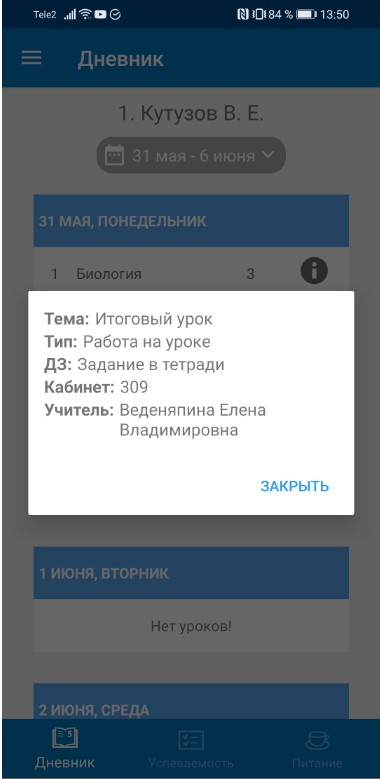 Tele2 84 % 13:50
Дневник
1. Кутузов В. Е.
31 мая - 6 июня
31 МАЯ, ПОНЕДЕЛЬНИК
1 Биология 3
Тема: Итоговый урок
Тип: Работа на уроке
ДЗ: Задание в тетради
Кабинет: 309
Учитель: Веденяпина Елена
Владимировна
ЗАКРЫТЬ
1 ИЮНЯ, ВТОРНИК
Нет уроков!
2 ИЮНЯ, СРЕДА
Дневник Успеваемость Питание